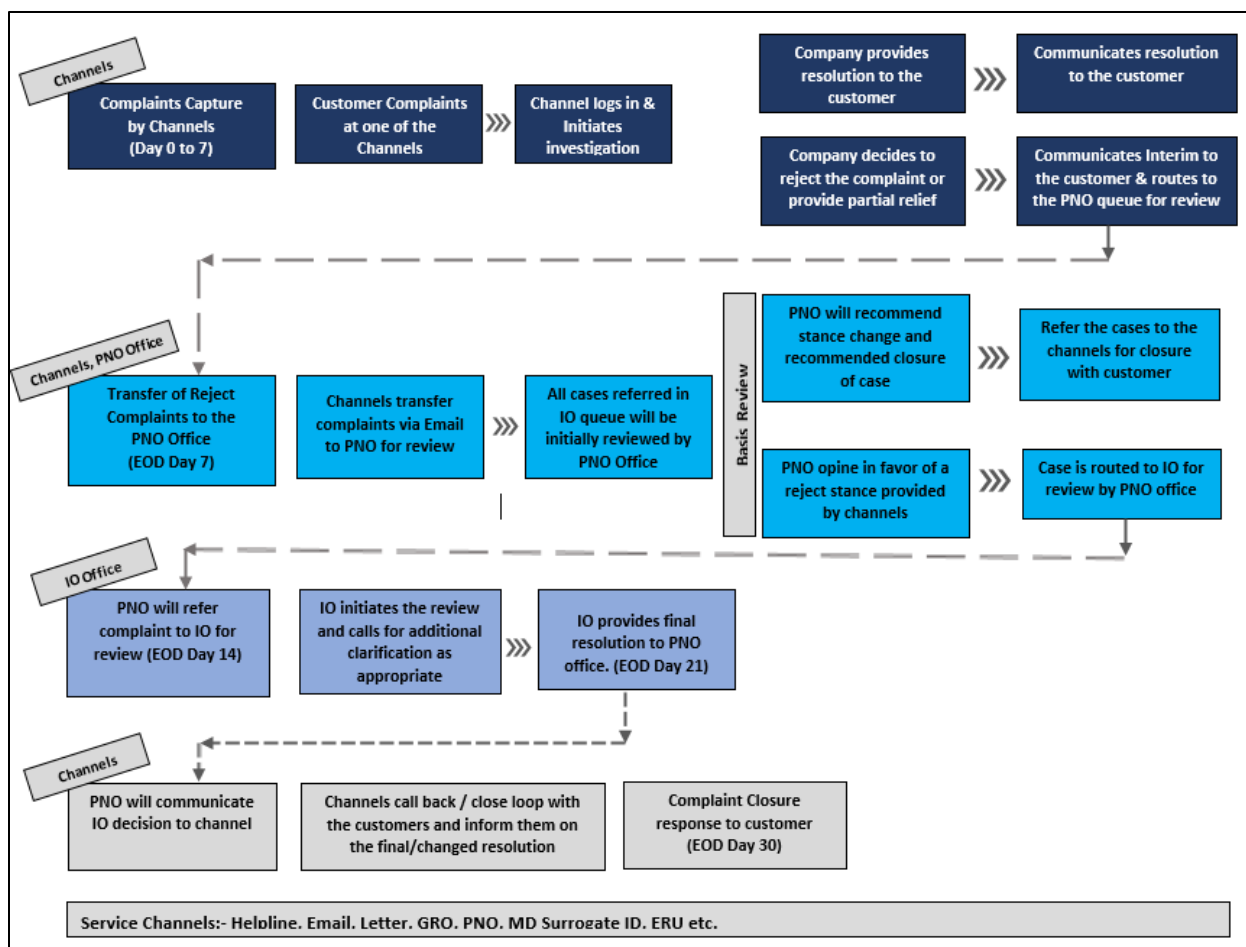 Channels
Complaints Capture
by Channels
(Day 0 to 7)
Customer Complaints
at one of the
Channels
Channel logs in &
Initiates
investigation
Company provides
resolution to the
customer
Communicates resolution
to the customer
Company decides to
reject the complaint or
provide partial relief
Communicates Interim to
the customer & routes to
the PNO queue for review
Channels, PNO Office
Transfer of Reject
Complaints to the
PNO Office
(EOD Day 7)
Channels transfer
complaints via Email
to PNO for review
All cases referred in
IO queue will be
initially reviewed by
PNO Office
Basis Review
PNO will recommend
stance change and
recommended closure
of case
Refer the cases to the
channels for closure
with customer
PNO opine in favor of a
reject stance provided
by channels
Case is routed to IO for
review by PNO office
IO Office
PNO will refer
complaint to IO for
review (EOD Day 14)
IO initiates the review
and calls for additional
clarification as
appropriate
IO provides final
resolution to PNO
office. (EOD Day 21)
Channels
PNO will communicate
IO decision to channel
Channels call back / close loop with
the customers and inform them on
the final/changed resolution
Complaint Closure
response to customer
(EOD Day 30)
Service Channels:- Helpline, Email, Letter, GRO, PNO, MD Surrogate ID, ERU etc.